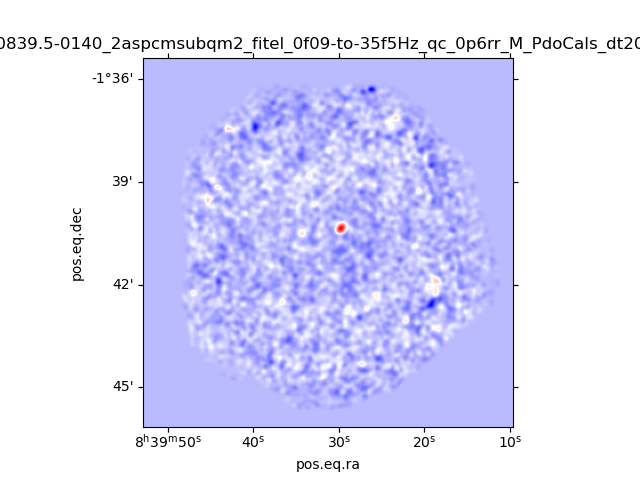 0839.5-0140_2aspcmsubqm2_fitel_0f09-to-35f5Hz_qc_0p6rr_M_PdoCals_dt20
-1°36'
39'
42'
45'
pos.eq.dec
8h39m50s 40s 30s 20s 10s
pos.eq.ra